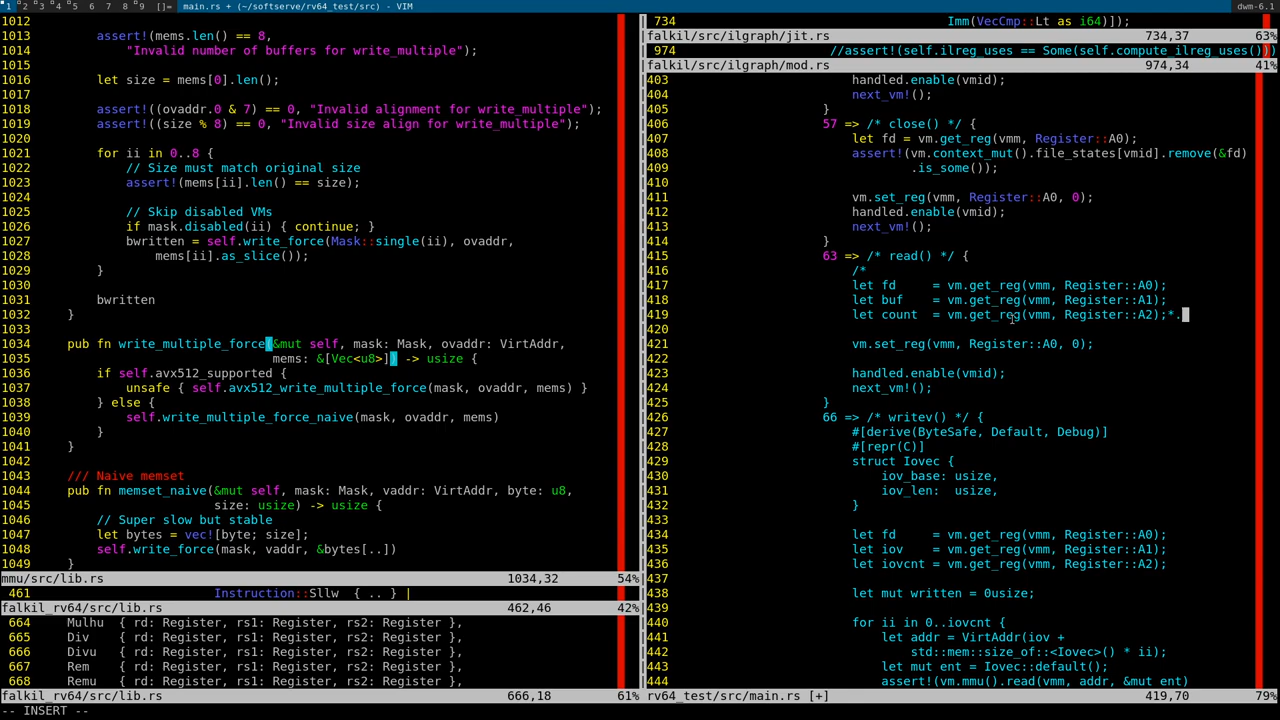 1 2 3 4 5 6 7 8 9 []= main.rs + (~/softserve/rv64_test/src) - VIM dwm-6.1
1012
1013 assert!(mems.len() == 8,
1014 "Invalid number of buffers for write_multiple");
1015
1016 let size = mems[0].len();
1017
1018 assert!((ovaddr.0 & 7) == 0, "Invalid alignment for write_multiple");
1019 assert!((size % 8) == 0, "Invalid size align for write_multiple");
1020
1021 for ii in 0..8 {
1022 // Size must match original size
1023 assert!(mems[ii].len() == size);
1024
1025 // Skip disabled VMs
1026 if mask.disabled(ii) { continue; }
1027 bwritten = self.write_force(Mask::single(ii), ovaddr,
1028 mems[ii].as_slice());
1029 }
1030
1031 bwritten
1032 }
1033
1034 pub fn write_multiple_force(&mut self, mask: Mask, ovaddr: VirtAddr,
1035 mems: &[Vec<u8>]) -> usize {
1036 if self.avx512_supported {
1037 unsafe { self.avx512_write_multiple_force(mask, ovaddr, mems) }
1038 } else {
1039 self.write_multiple_force_naive(mask, ovaddr, mems)
1040 }
1041 }
1042
1043 /// Naive memset
1044 pub fn memset_naive(&mut self, mask: Mask, vaddr: VirtAddr, byte: u8,
1045 size: usize) -> usize {
1046 // Super slow but stable
1047 let bytes = vec![byte; size];
1048 self.write_force(mask, vaddr, &bytes[..])
1049 }
mmu/src/lib.rs 1034,32 54%
461 Instruction::Sllw { .. } |
falkil_rv64/src/lib.rs 462,46 42%
664 Mulhu { rd: Register, rs1: Register, rs2: Register },
665 Div { rd: Register, rs1: Register, rs2: Register },
666 Divu { rd: Register, rs1: Register, rs2: Register },
667 Rem { rd: Register, rs1: Register, rs2: Register },
668 Remu { rd: Register, rs1: Register, rs2: Register },
falkil_rv64/src/lib.rs 666,18 61%
-- INSERT --
734 Imm(VecCmp::Lt as i64)]);
falkil/src/ilgraph/jit.rs 734,37 63%
974 //assert!(self.ilreg_uses == Some(self.compute_ilreg_uses()))
falkil/src/ilgraph/mod.rs 974,34 41%
403 handled.enable(vmid);
404 next_vm!();
405 }
406 57 => /* close() */ {
407 let fd = vm.get_reg(vmm, Register::A0);
408 assert!(vm.context_mut().file_states[vmid].remove(&fd)
409 .is_some());
410
411 vm.set_reg(vmm, Register::A0, 0);
412 handled.enable(vmid);
413 next_vm!();
414 }
415 63 => /* read() */ {
416 /*
417 let fd = vm.get_reg(vmm, Register::A0);
418 let buf = vm.get_reg(vmm, Register::A1);
419 let count = vm.get_reg(vmm, Register::A2);*.
420
421 vm.set_reg(vmm, Register::A0, 0);
422
423 handled.enable(vmid);
424 next_vm!();
425 }
426 66 => /* writev() */ {
427 #[derive(ByteSafe, Default, Debug)]
428 #[repr(C)]
429 struct Iovec {
430 iov_base: usize,
431 iov_len: usize,
432 }
433
434 let fd = vm.get_reg(vmm, Register::A0);
435 let iov = vm.get_reg(vmm, Register::A1);
436 let iovcnt = vm.get_reg(vmm, Register::A2);
437
438 let mut written = 0usize;
439
440 for ii in 0..iovcnt {
441 let addr = VirtAddr(iov +
442 std::mem::size_of::<Iovec>() * ii);
443 let mut ent = Iovec::default();
444 assert!(vm.mmu().read(vmm, addr, &mut ent)
rv64_test/src/main.rs [+] 419,70 79%